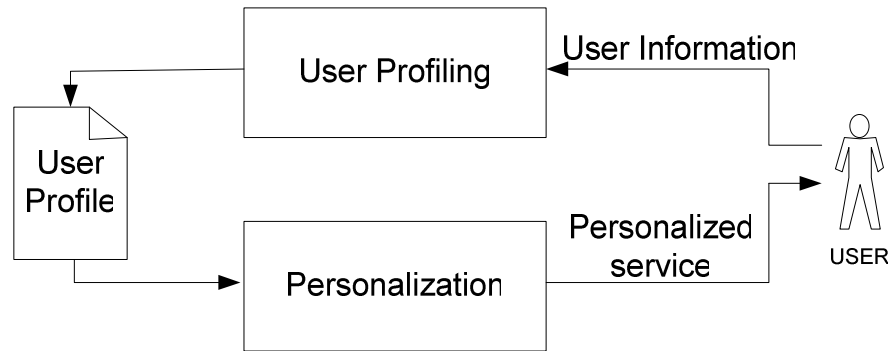 User Profiling
User Information
User
Profile
Personalization
Personalized
service
USER